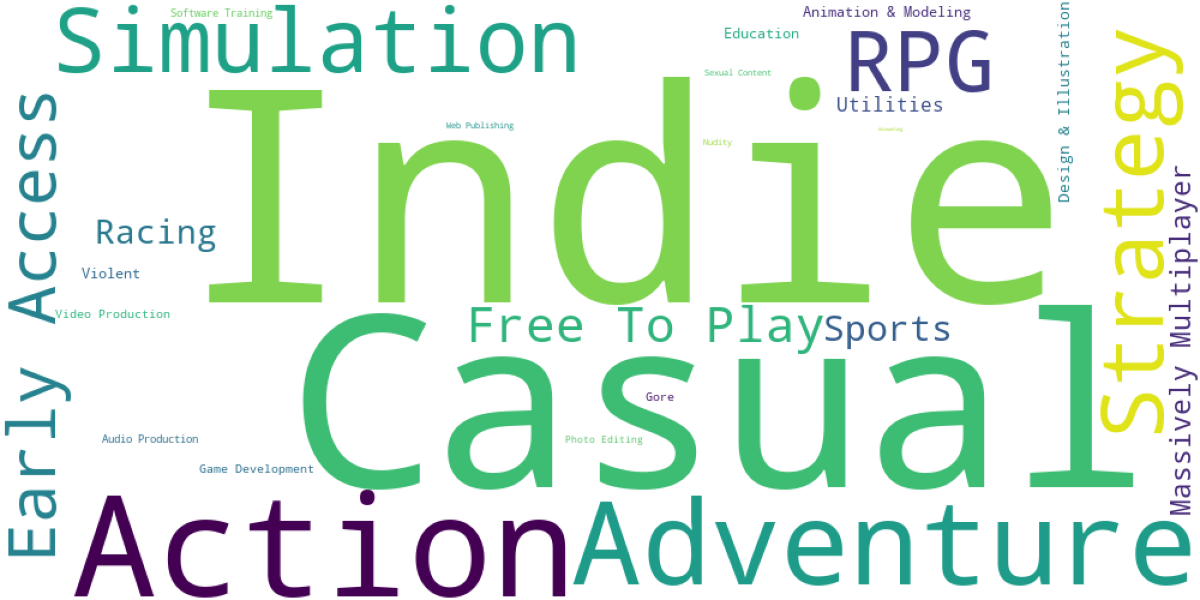 Software Training
Simulation
Animation & Modeling
Education
RPG
Design & Illustration
Strategy
Sexual Content
Utilities
Indie
Web Publishing
Nudity
Early Access
Racing
Violent
Massively Multiplayer
Video Production
Free To Play
Sports
Casual
Gore
Audio Production
Photo Editing
Game Development
Action
Adventure